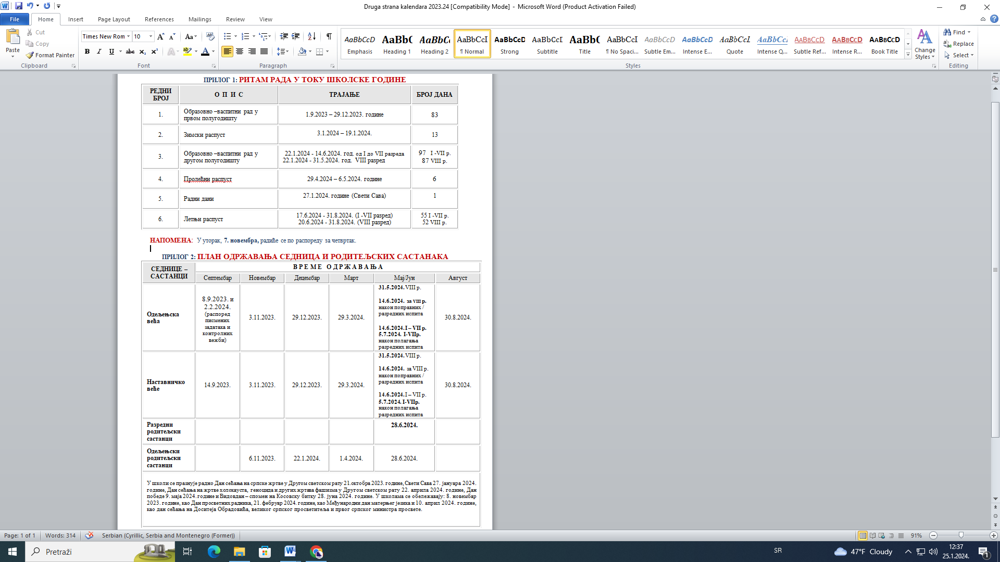 Druga strana kalendara 2023.24 [Compatibility Mode] - Microsoft Word (Product Activation Failed)
File Home Insert Page Layout References Mailings Review View
Paste
Cut
Copy
Format Painter
Clipboard
Times New Rom 10
Font
Paragraph
AaBbCcD Emphasis
AaBbC Heading 1
AaBbC Heading 2
AaBbCcI ¶ Normal
AaBbCcD Strong
AaBbCcI Subtitle
AaBbC Title
AaBbCcI ¶ No Spaci...
AaBbCcD Subtle Em...
AaBbCcD Intense E...
AaBbCcI Quote
AaBbCcI Intense Q...
AaBbCcD Subtle Ref...
AaBbCcD Intense R...
AaBbCcD Book Title
Change Styles
Styles
Find
Replace
Select
Editing
ПРИЛОГ 1: РИТАМ РАДА У ТОКУ ШКОЛСКЕ ГОДИНЕ
РЕДНИ БРОЈ О П И С ТРАЈАЊЕ БРОЈ ДАНА
1. Образовно –васпитни рад у првом полугодишту 1.9.2023 – 29.12.2023. године 83
2. Зимски распуст 3.1.2024 – 19.1.2024. 13
3. Образовно –васпитни рад у другом полугодишту
22.1.2024 - 14.6.2024. год. од I до VII разреда 97 I -VII р.
22.1.2024 - 31.5.2024. год. VIII разред 87 VIII р.
4. Пролећни распуст 29.4.2024 – 6.5.2024. године 6
5. Радни дани 27.1.2024. године (Свети Сава) 1
6. Летњи распуст
17.6.2024 - 31.8.2024. (I -VII разред) 55 I -VII р.
20.6.2024 - 31.8.2024. (VIII разред) 52 VIII р.
НАПОМЕНА: У уторак, 7. новембра, радиће се по распореду за четвртак.
ПРИЛОГ 2: ПЛАН ОДРЖАВАЊА СЕДНИЦА И РОДИТЕЉСКИХ САСТАНАКА
СЕДНИЦЕ – САСТАНЦИ
В Р Е М Е О Д Р Ж А В А Њ А
Септембар Новембар Децембар Март Мај/Јун Август
Одељењска већа
8.9.2023. и
2.2.2024.
(распоред
писмених
задатака и
контролних
вежби)
3.11.2023. 29.12.2023. 29.3.2024.
31.5.2024. VIII р.
14.6.2024. за VIII р.
након поправних /
разредних испита
14.6.2024. I – VII р.
5.7.2024. I-VIIр.
након полагања
разредних испита
30.8.2024.
Наставничко веће
14.9.2023. 3.11.2023. 29.12.2023. 29.3.2024.
31.5.2024. VIII р.
14.6.2024. за VIII р.
након поправних /
разредних испита
14.6.2024. I – VII р.
5.7.2024. I-VIIр.
након полагања
разредних испита
30.8.2024.
Разредни родитељски састанци 28.6.2024.
Одељењски родитељски састанци 6.11.2023. 22.1.2024. 1.4.2024. 28.6.2024.
У школи се празнује радно Дан сећања на српске жртве у Другом светском рату 21.октобра 2023. године, Свети Сава 27. јануара 2024.
године, Дан сећања на жртве холокауста, геноцида и других жртава фашизма у Другом светском рату 22. априла 2024. године, Дан
победе 9. маја 2024. године и Видовдан – спомен на Косовску битку 28. јуна 2024. године. У школама се обележавају: 8. новембар
2023. године, као Дан просветних радника, 21. фебруар 2024. године, као Међународни дан матерњег језика и 10. април 2024. године,
као дан сећања на Доситеја Обрадовића, великог српског просветитеља и првог српског министра просвете.
Page: 1 of 1 Words: 314 Serbian (Cyrillic, Serbia and Montenegro (Former)) 91%
Pretraži
SR
47°F Cloudy
12:37
25.1.2024.
1